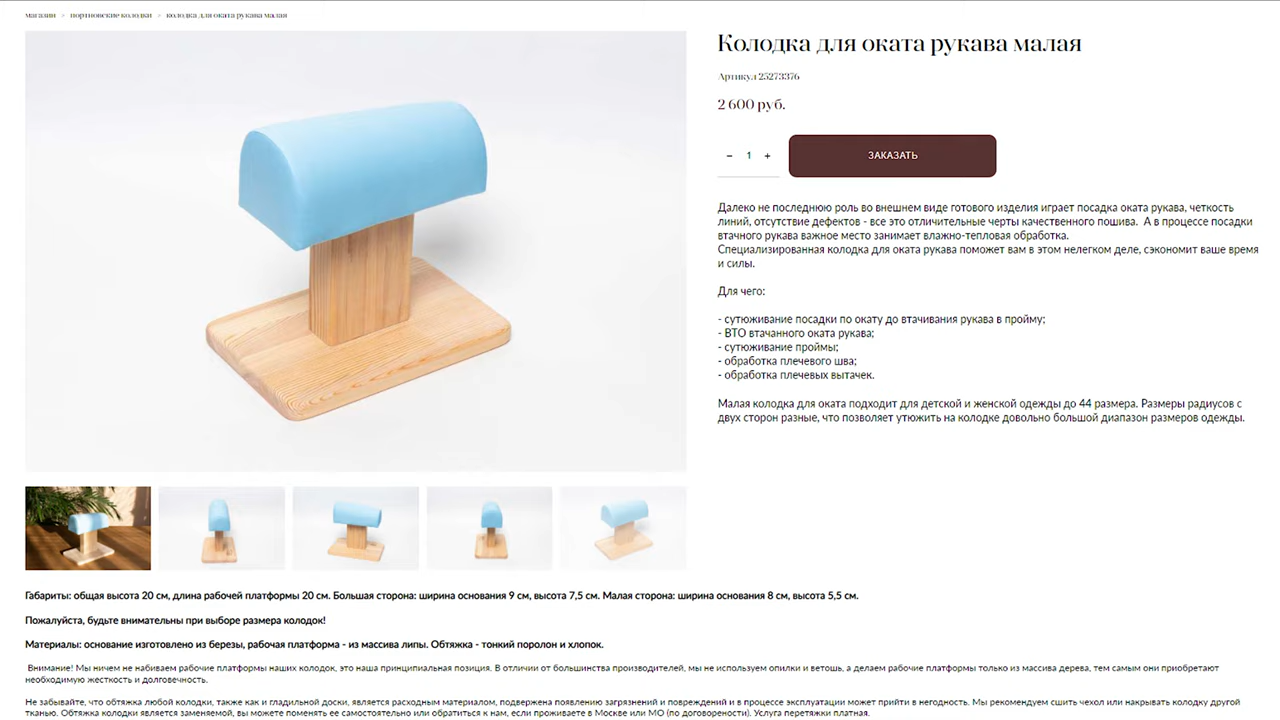 магазин > портновские колодки > колодка для оката рукава малая
Колодка для оката рукава малая
Артикул 25273376
2 600 руб.
− 1 +
ЗАКАЗАТЬ
Далеко не последнюю роль во внешнем виде готового изделия играет посадка оката рукава, четкость
линий, отсутствие дефектов - все это отличительные черты качественного пошива.  А в процессе посадки
втачного рукава важное место занимает влажно-тепловая обработка.
Специализированная колодка для оката рукава поможет вам в этом нелегком деле, сэкономит ваше время
и силы.
Для чего:
- сутюживание посадки по окату до втачивания рукава в пройму;
- ВТО втачанного оката рукава;
- сутюживание проймы;
- обработка плечевого шва;
- обработка плечевых вытачек.
Малая колодка для оката подходит для детской и женской одежды до 44 размера. Размеры радиусов с
двух сторон разные, что позволяет утюжить на колодке довольно большой диапазон размеров одежды.
Габариты: общая высота 20 см, длина рабочей платформы 20 см. Большая сторона: ширина основания 9 см, высота 7,5 см. Малая сторона: ширина основания 8 см, высота 5,5 см.
Пожалуйста, будьте внимательны при выборе размера колодок!
Материалы: основание изготовлено из березы, рабочая платформа - из массива липы. Обтяжка - тонкий поролон и хлопок.
Внимание! Мы ничем не набиваем рабочие платформы наших колодок, это наша принципиальная позиция. В отличии от большинства производителей, мы не используем опилки и ветошь, а делаем рабочие платформы только из массива дерева, тем самым они приобретают
необходимую жесткость и долговечность.
Не забывайте, что обтяжка любой колодки, также как и гладильной доски, является расходным материалом, подвержена появлению загрязнений и повреждений и в процессе эксплуатации может прийти в негодность. Мы рекомендуем сшить чехол или накрывать колодку другой
тканью. Обтяжка колодки является заменяемой, вы можете поменять ее самостоятельно или обратиться к нам, если проживаете в Москве или МО (по договорености). Услуга перетяжки платная.